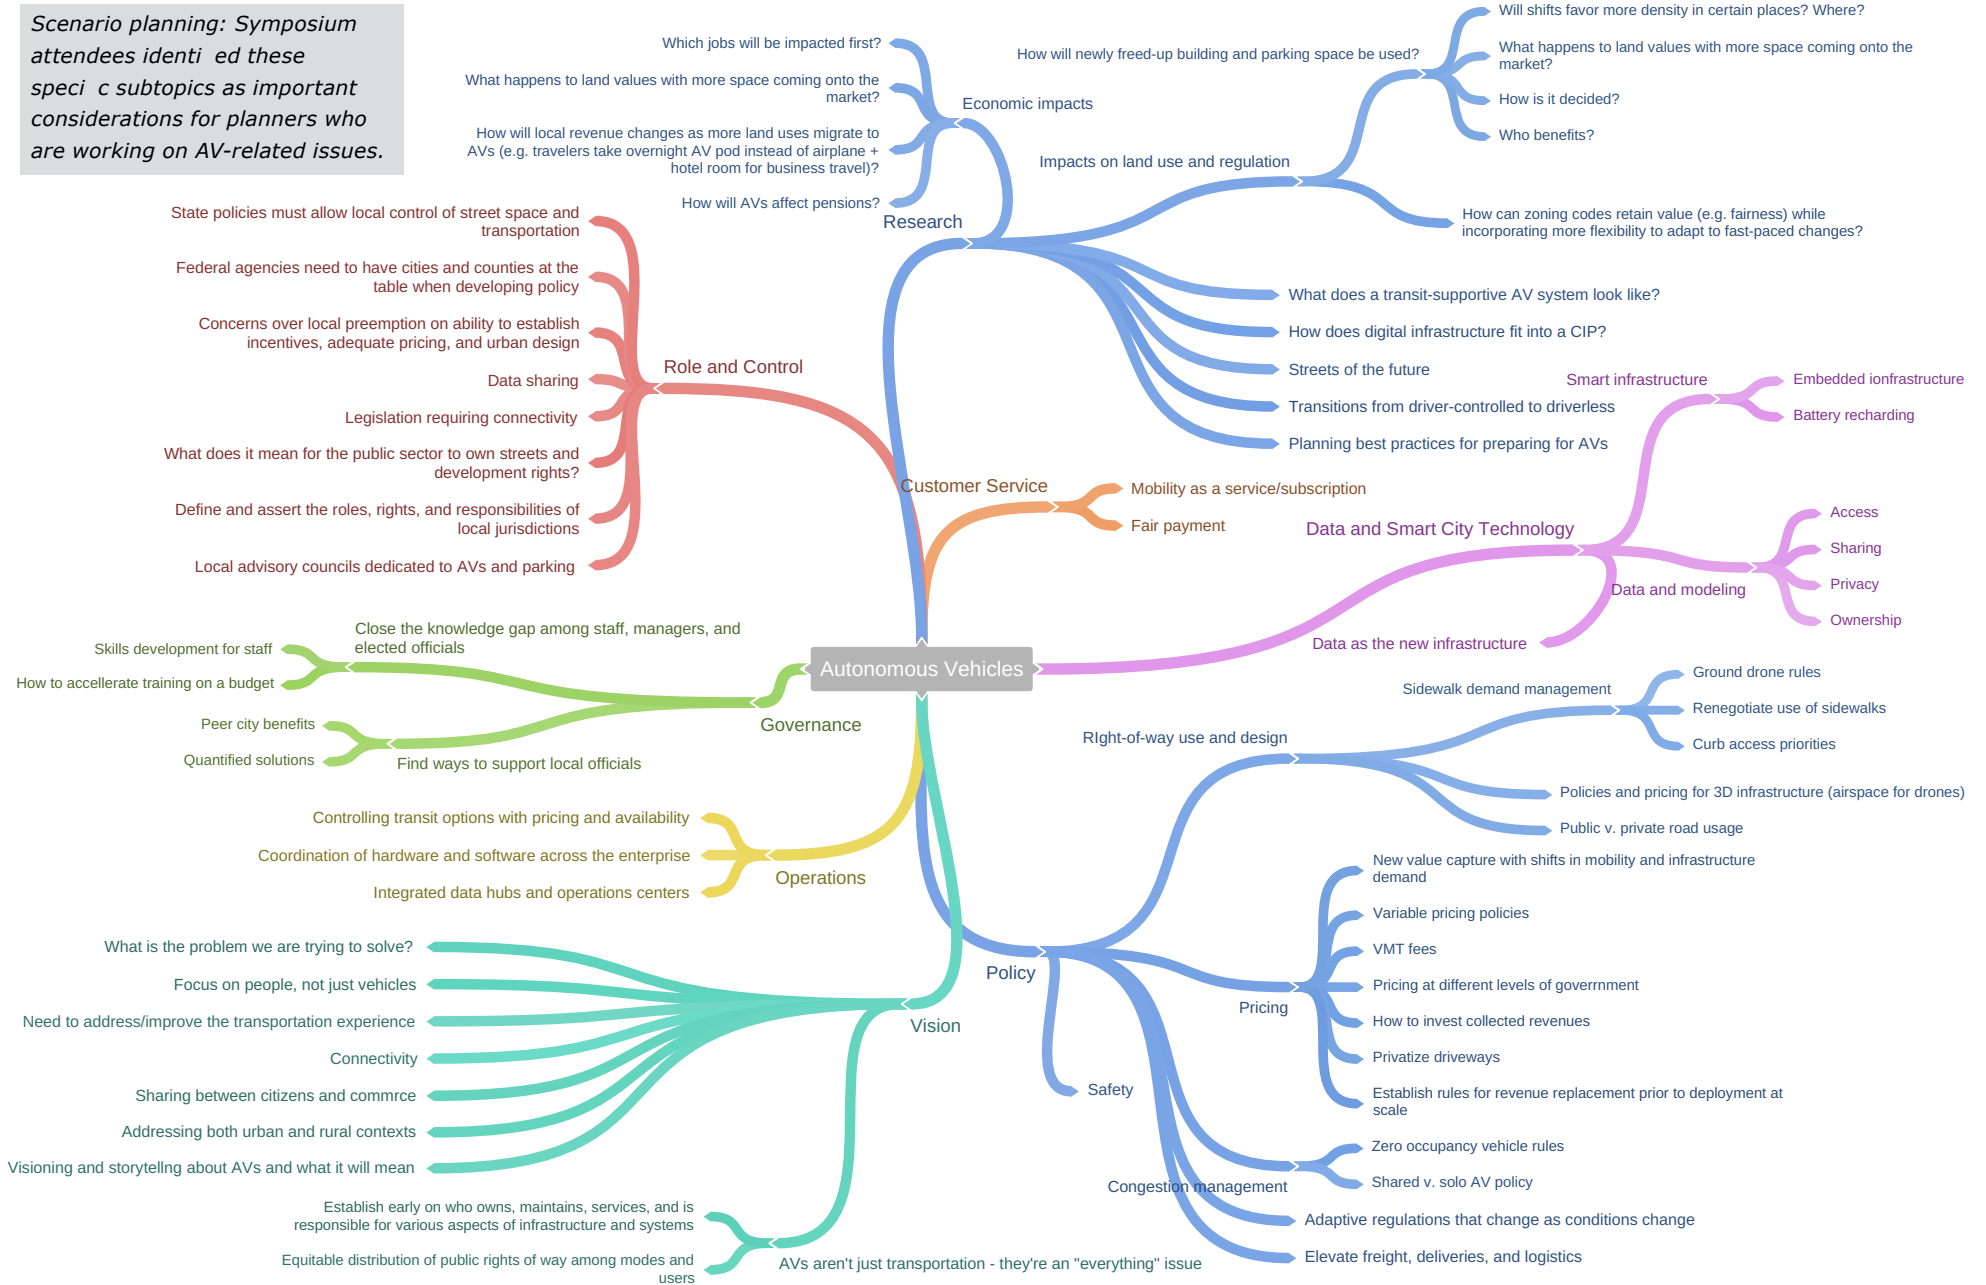 Scenario planning: Symposium
attendees identi ed these
speci c subtopics as important
considerations for planners who
are working on AV-related issues.
Which jobs will be impacted first?
What happens to land values with more space coming onto the
market?
How will local revenue changes as more land uses migrate to
AVs (e.g. travelers take overnight AV pod instead of airplane +
hotel room for business travel)?
How will AVs affect pensions?
Economic impacts
Research
How will newly freed-up building and parking space be used?
Will shifts favor more density in certain places? Where?
What happens to land values with more space coming onto the
market?
How is it decided?
Who benefits?
Impacts on land use and regulation
How can zoning codes retain value (e.g. fairness) while
incorporating more flexibility to adapt to fast-paced changes?
What does a transit-supportive AV system look like?
How does digital infrastructure fit into a CIP?
Streets of the future
Transitions from driver-controlled to driverless
Planning best practices for preparing for AVs
State policies must allow local control of street space and
transportation
Federal agencies need to have cities and counties at the
table when developing policy
Concerns over local preemption on ability to establish
incentives, adequate pricing, and urban design
Data sharing
Legislation requiring connectivity
What does it mean for the public sector to own streets and
development rights?
Define and assert the roles, rights, and responsibilities of
local jurisdictions
Local advisory councils dedicated to AVs and parking
Role and Control
Customer Service
Mobility as a service/subscription
Fair payment
Smart infrastructure
Embedded ionfrastructure
Battery recharding
Data and Smart City Technology
Access
Sharing
Privacy
Ownership
Data and modeling
Data as the new infrastructure
Autonomous Vehicles
Close the knowledge gap among staff, managers, and
elected officials
Skills development for staff
How to accellerate training on a budget
Peer city benefits
Quantified solutions
Find ways to support local officials
Governance
Controlling transit options with pricing and availability
Coordination of hardware and software across the enterprise
Integrated data hubs and operations centers
Operations
What is the problem we are trying to solve?
Focus on people, not just vehicles
Need to address/improve the transportation experience
Connectivity
Sharing between citizens and commrce
Addressing both urban and rural contexts
Visioning and storytellng about AVs and what it will mean
Vision
Establish early on who owns, maintains, services, and is
responsible for various aspects of infrastructure and systems
Equitable distribution of public rights of way among modes and
users
AVs aren't just transportation - they're an "everything" issue
Sidewalk demand management
Ground drone rules
Renegotiate use of sidewalks
Curb access priorities
RIght-of-way use and design
Policies and pricing for 3D infrastructure (airspace for drones)
Public v. private road usage
Policy
New value capture with shifts in mobility and infrastructure
demand
Variable pricing policies
VMT fees
Pricing at different levels of goverrnment
How to invest collected revenues
Privatize driveways
Establish rules for revenue replacement prior to deployment at
scale
Pricing
Safety
Zero occupancy vehicle rules
Shared v. solo AV policy
Congestion management
Adaptive regulations that change as conditions change
Elevate freight, deliveries, and logistics